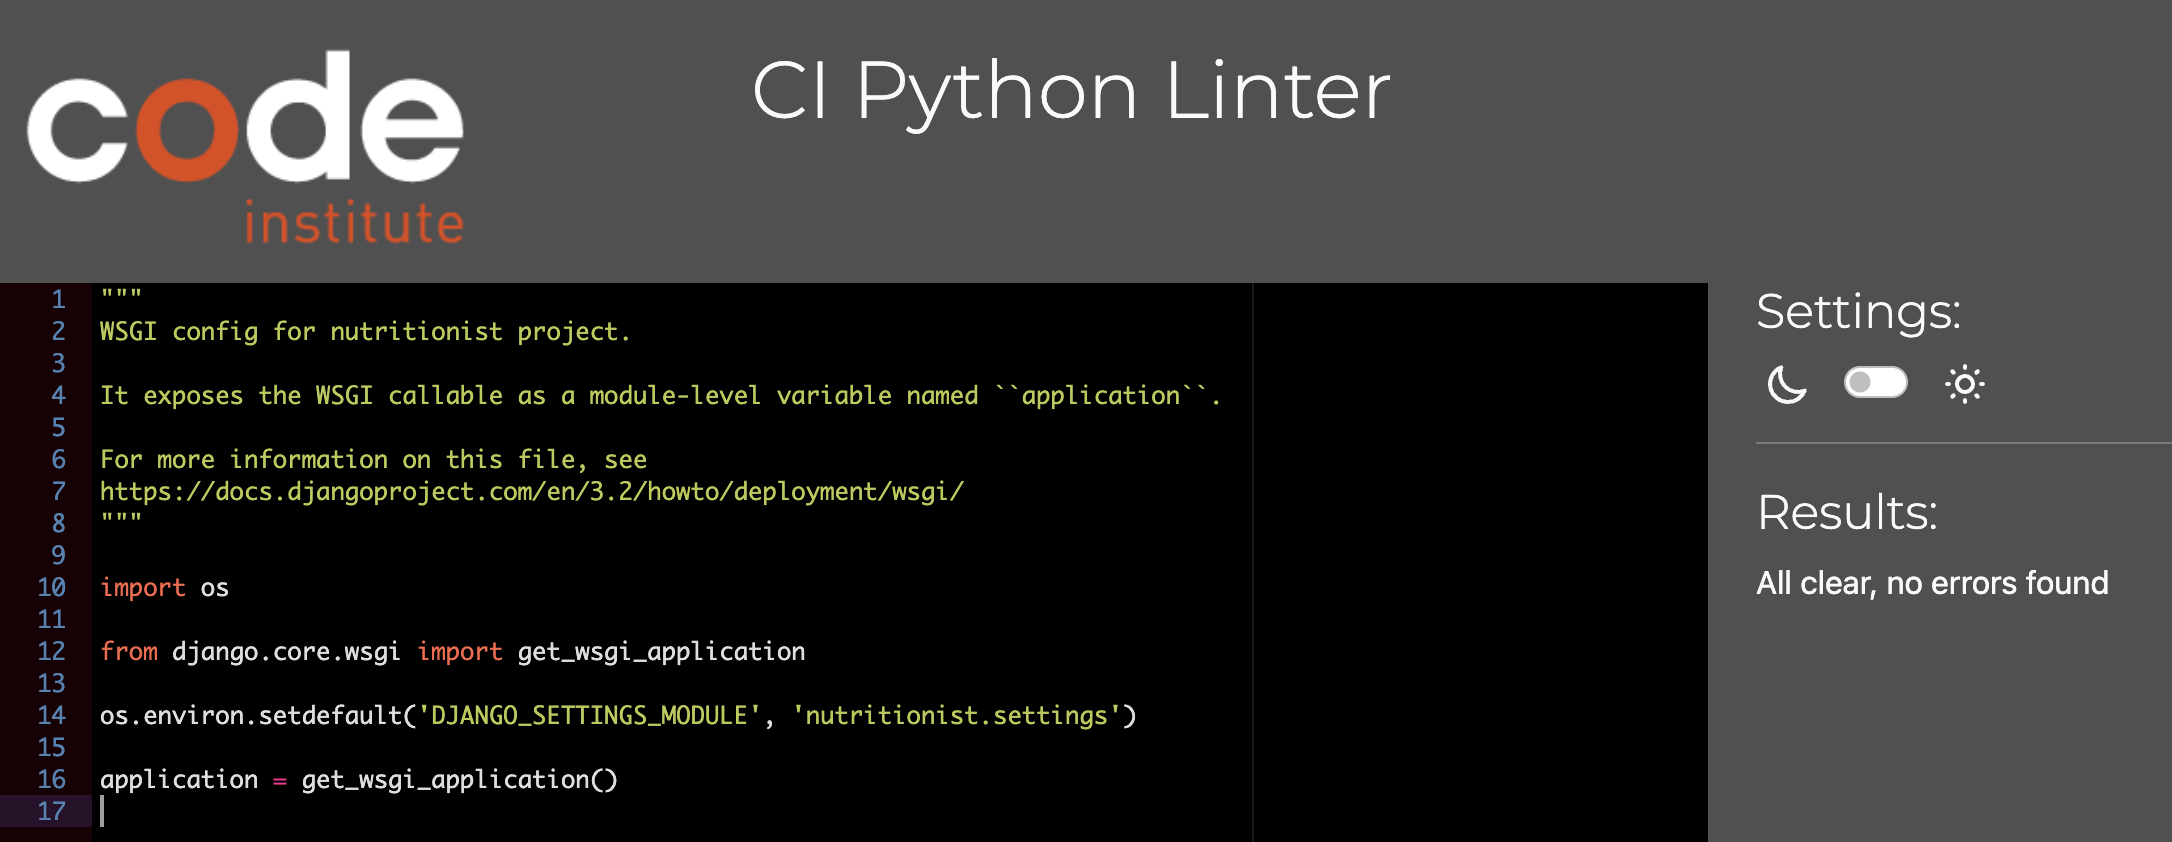 code
institute
CI Python Linter
1 """
2 WSGI config for nutritionist project.
3
4 It exposes the WSGI callable as a module-level variable named ``application``.
5
6 For more information on this file, see
7 https://docs.djangoproject.com/en/3.2/howto/deployment/wsgi/
8 """
9
10 import os
11
12 from django.core.wsgi import get_wsgi_application
13
14 os.environ.setdefault('DJANGO_SETTINGS_MODULE', 'nutritionist.settings')
15
16 application = get_wsgi_application()
17
Settings:
Results:
All clear, no errors found